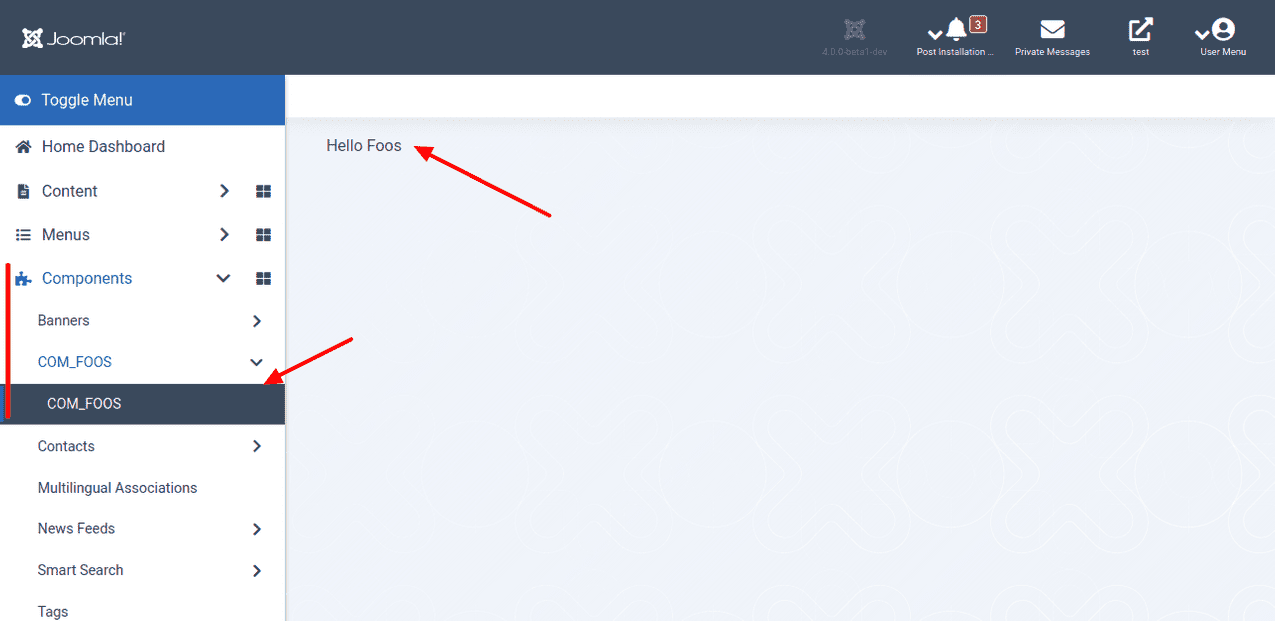 Joomla!
4.0.0-beta1-dev
3
Post Installation ...
Private Messages
test
User Menu
Toggle Menu
Home Dashboard
Content
Menus
Components
Banners
COM_FOOS
COM_FOOS
Contacts
Multilingual Associations
News Feeds
Smart Search
Tags
Hello Foos